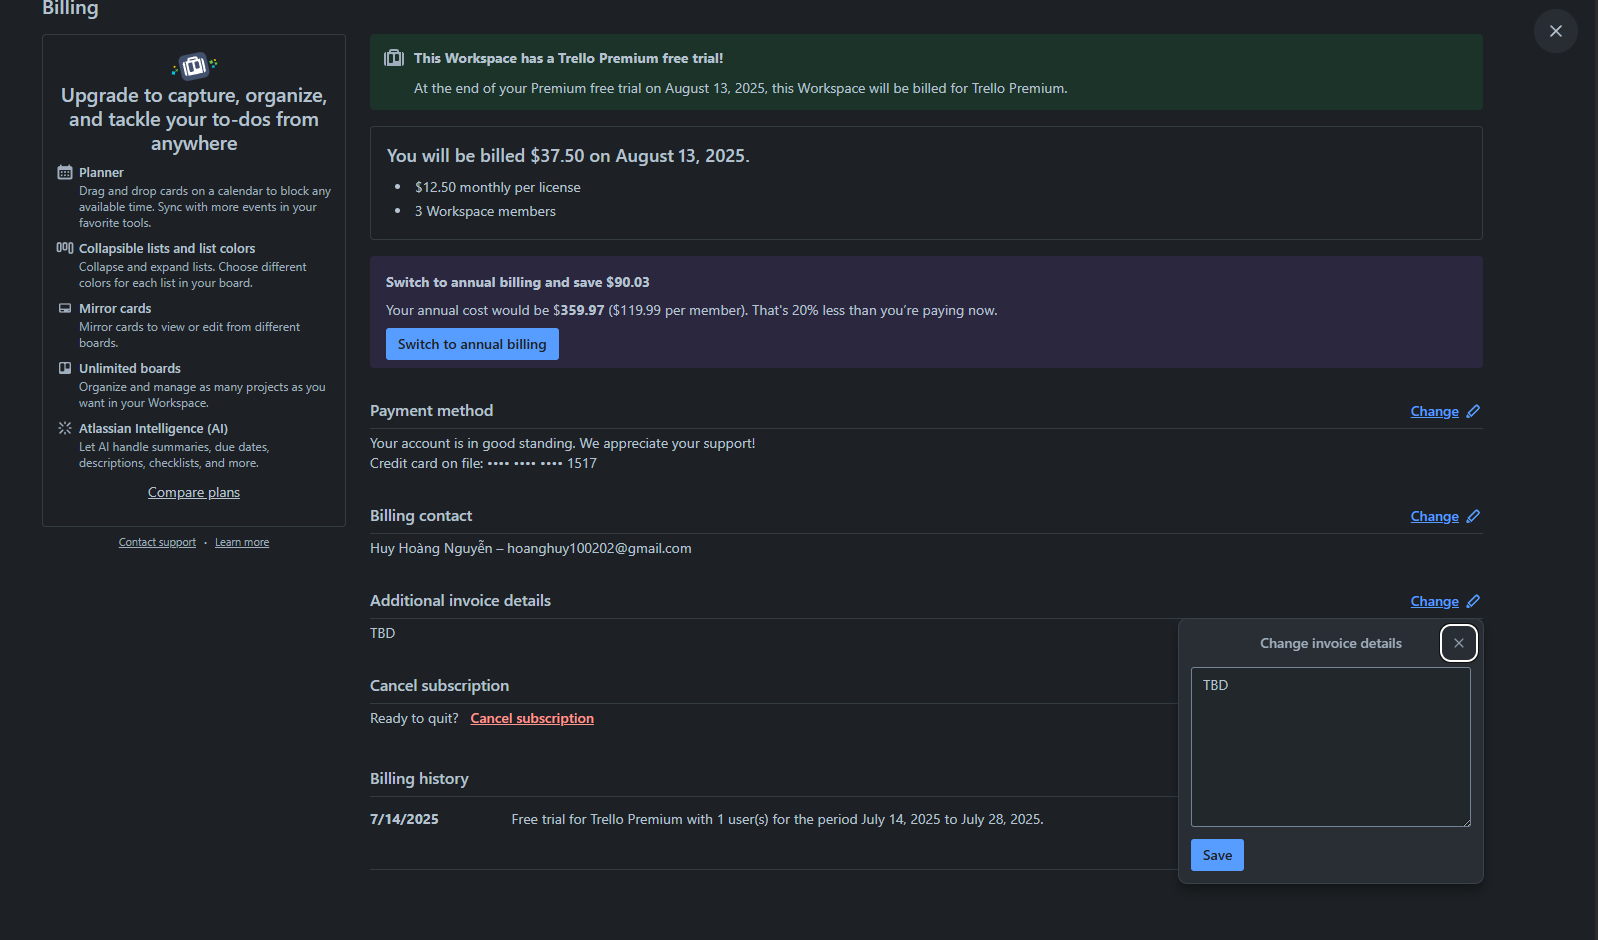 Billing
Upgrade to capture, organize,
and tackle your to-dos from
anywhere
Planner
Drag and drop cards on a calendar to block any
available time. Sync with more events in your
favorite tools.
Collapsible lists and list colors
Collapse and expand lists. Choose different
colors for each list in your board.
Mirror cards
Mirror cards to view or edit from different
boards.
Unlimited boards
Organize and manage as many projects as you
want in your Workspace.
Atlassian Intelligence (AI)
Let AI handle summaries, due dates,
descriptions, checklists, and more.
Compare plans
Contact support · Learn more
This Workspace has a Trello Premium free trial!
At the end of your Premium free trial on August 13, 2025, this Workspace will be billed for Trello Premium.
You will be billed $37.50 on August 13, 2025.
• $12.50 monthly per license
• 3 Workspace members
Switch to annual billing and save $90.03
Your annual cost would be $359.97 ($119.99 per member). That's 20% less than you’re paying now.
Switch to annual billing
Payment method Change
Your account is in good standing. We appreciate your support!
Credit card on file: •••• •••• •••• 1517
Billing contact Change
Huy Hoàng Nguyễn – hoanghuy100202@gmail.com
Additional invoice details Change
TBD
Cancel subscription
Ready to quit? Cancel subscription
Billing history
7/14/2025 Free trial for Trello Premium with 1 user(s) for the period July 14, 2025 to July 28, 2025.
Change invoice details
TBD
Save